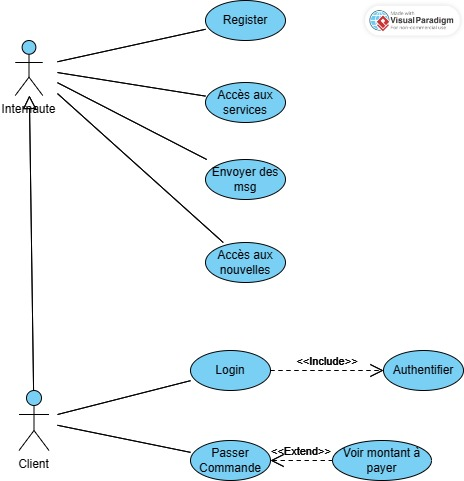 Made with
Visual Paradigm
For non-commercial use
Register
Internaute
Accès aux
services
Envoyer des
msg
Accès aux
nouvelles
Login
<<Include>>
Authentifier
Client
Passer
Commande
<<Extend>>
Voir montant à
payer